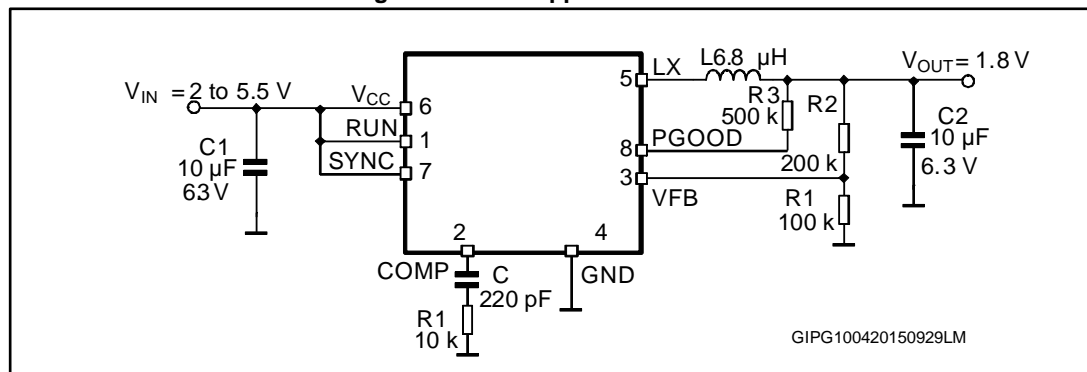 L6.8 µH
V_OUT = 1.8 V
LX
5
V_IN = 2 to 5.5 V
V_CC
6
R3
500 k
R2
C2
10 µF
6.3 V
RUN
1
C1
10 µF
63 V
SYNC
7
PGOOD
8
200 k
3
VFB
R1
100 k
2
4
COMP
C
220 pF
GND
R1
10 k
GIPG100420150929LM